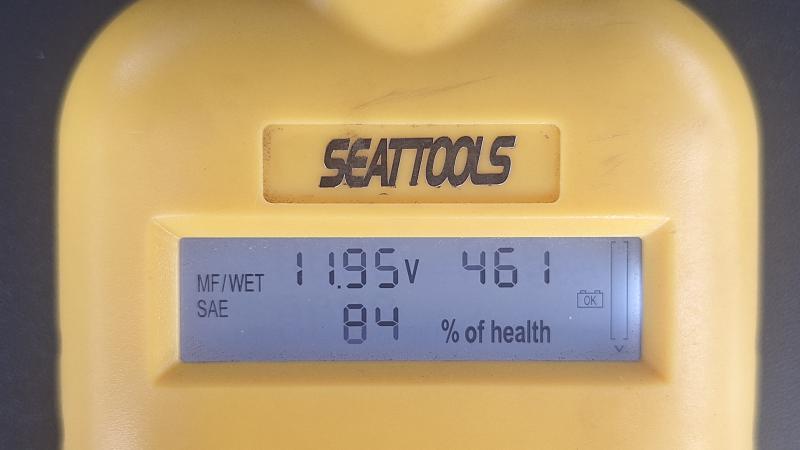 SEATTOOLS
MF/WET 11.95V 461
SAE
84 % of health
OK